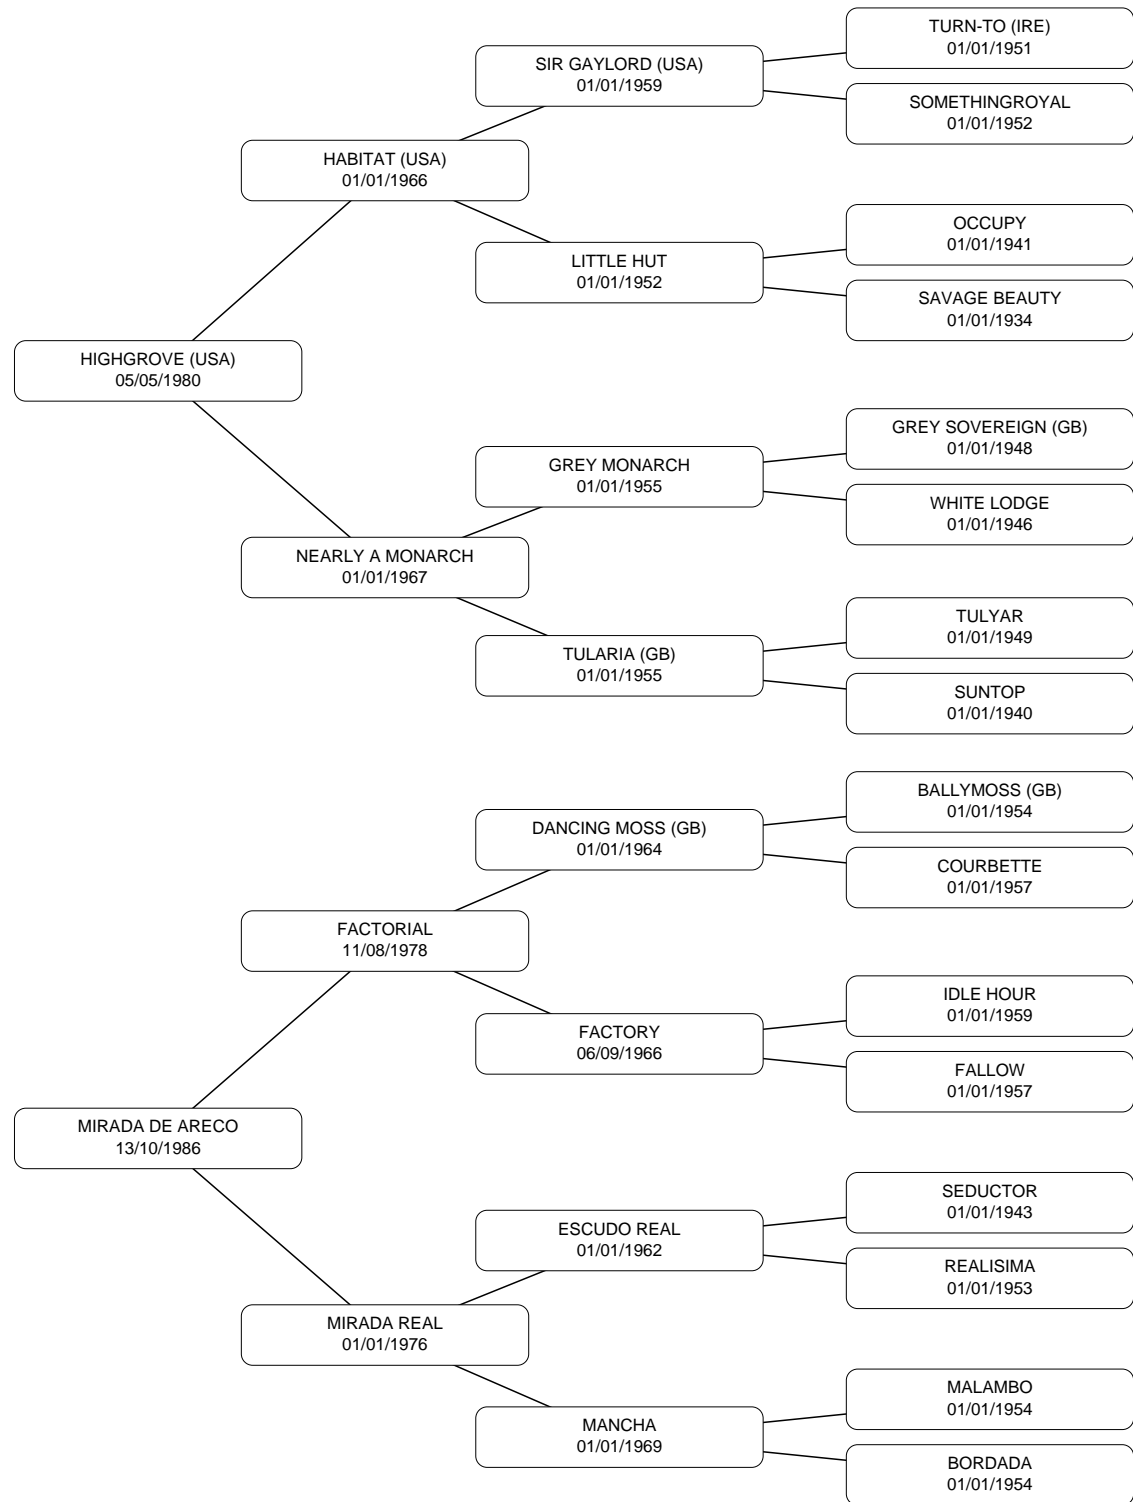 TURN-TO (IRE)
01/01/1951
SIR GAYLORD (USA)
01/01/1959
SOMETHINGROYAL
01/01/1952
HABITAT (USA)
01/01/1966
OCCUPY
01/01/1941
LITTLE HUT
01/01/1952
SAVAGE BEAUTY
01/01/1934
HIGHGROVE (USA)
05/05/1980
GREY SOVEREIGN (GB)
01/01/1948
GREY MONARCH
01/01/1955
WHITE LODGE
01/01/1946
NEARLY A MONARCH
01/01/1967
TULYAR
01/01/1949
TULARIA (GB)
01/01/1955
SUNTOP
01/01/1940
BALLYMOSS (GB)
01/01/1954
DANCING MOSS (GB)
01/01/1964
COURBETTE
01/01/1957
FACTORIAL
11/08/1978
IDLE HOUR
01/01/1959
FACTORY
06/09/1966
FALLOW
01/01/1957
MIRADA DE ARECO
13/10/1986
SEDUCTOR
01/01/1943
ESCUDO REAL
01/01/1962
REALISIMA
01/01/1953
MIRADA REAL
01/01/1976
MALAMBO
01/01/1954
MANCHA
01/01/1969
BORDADA
01/01/1954